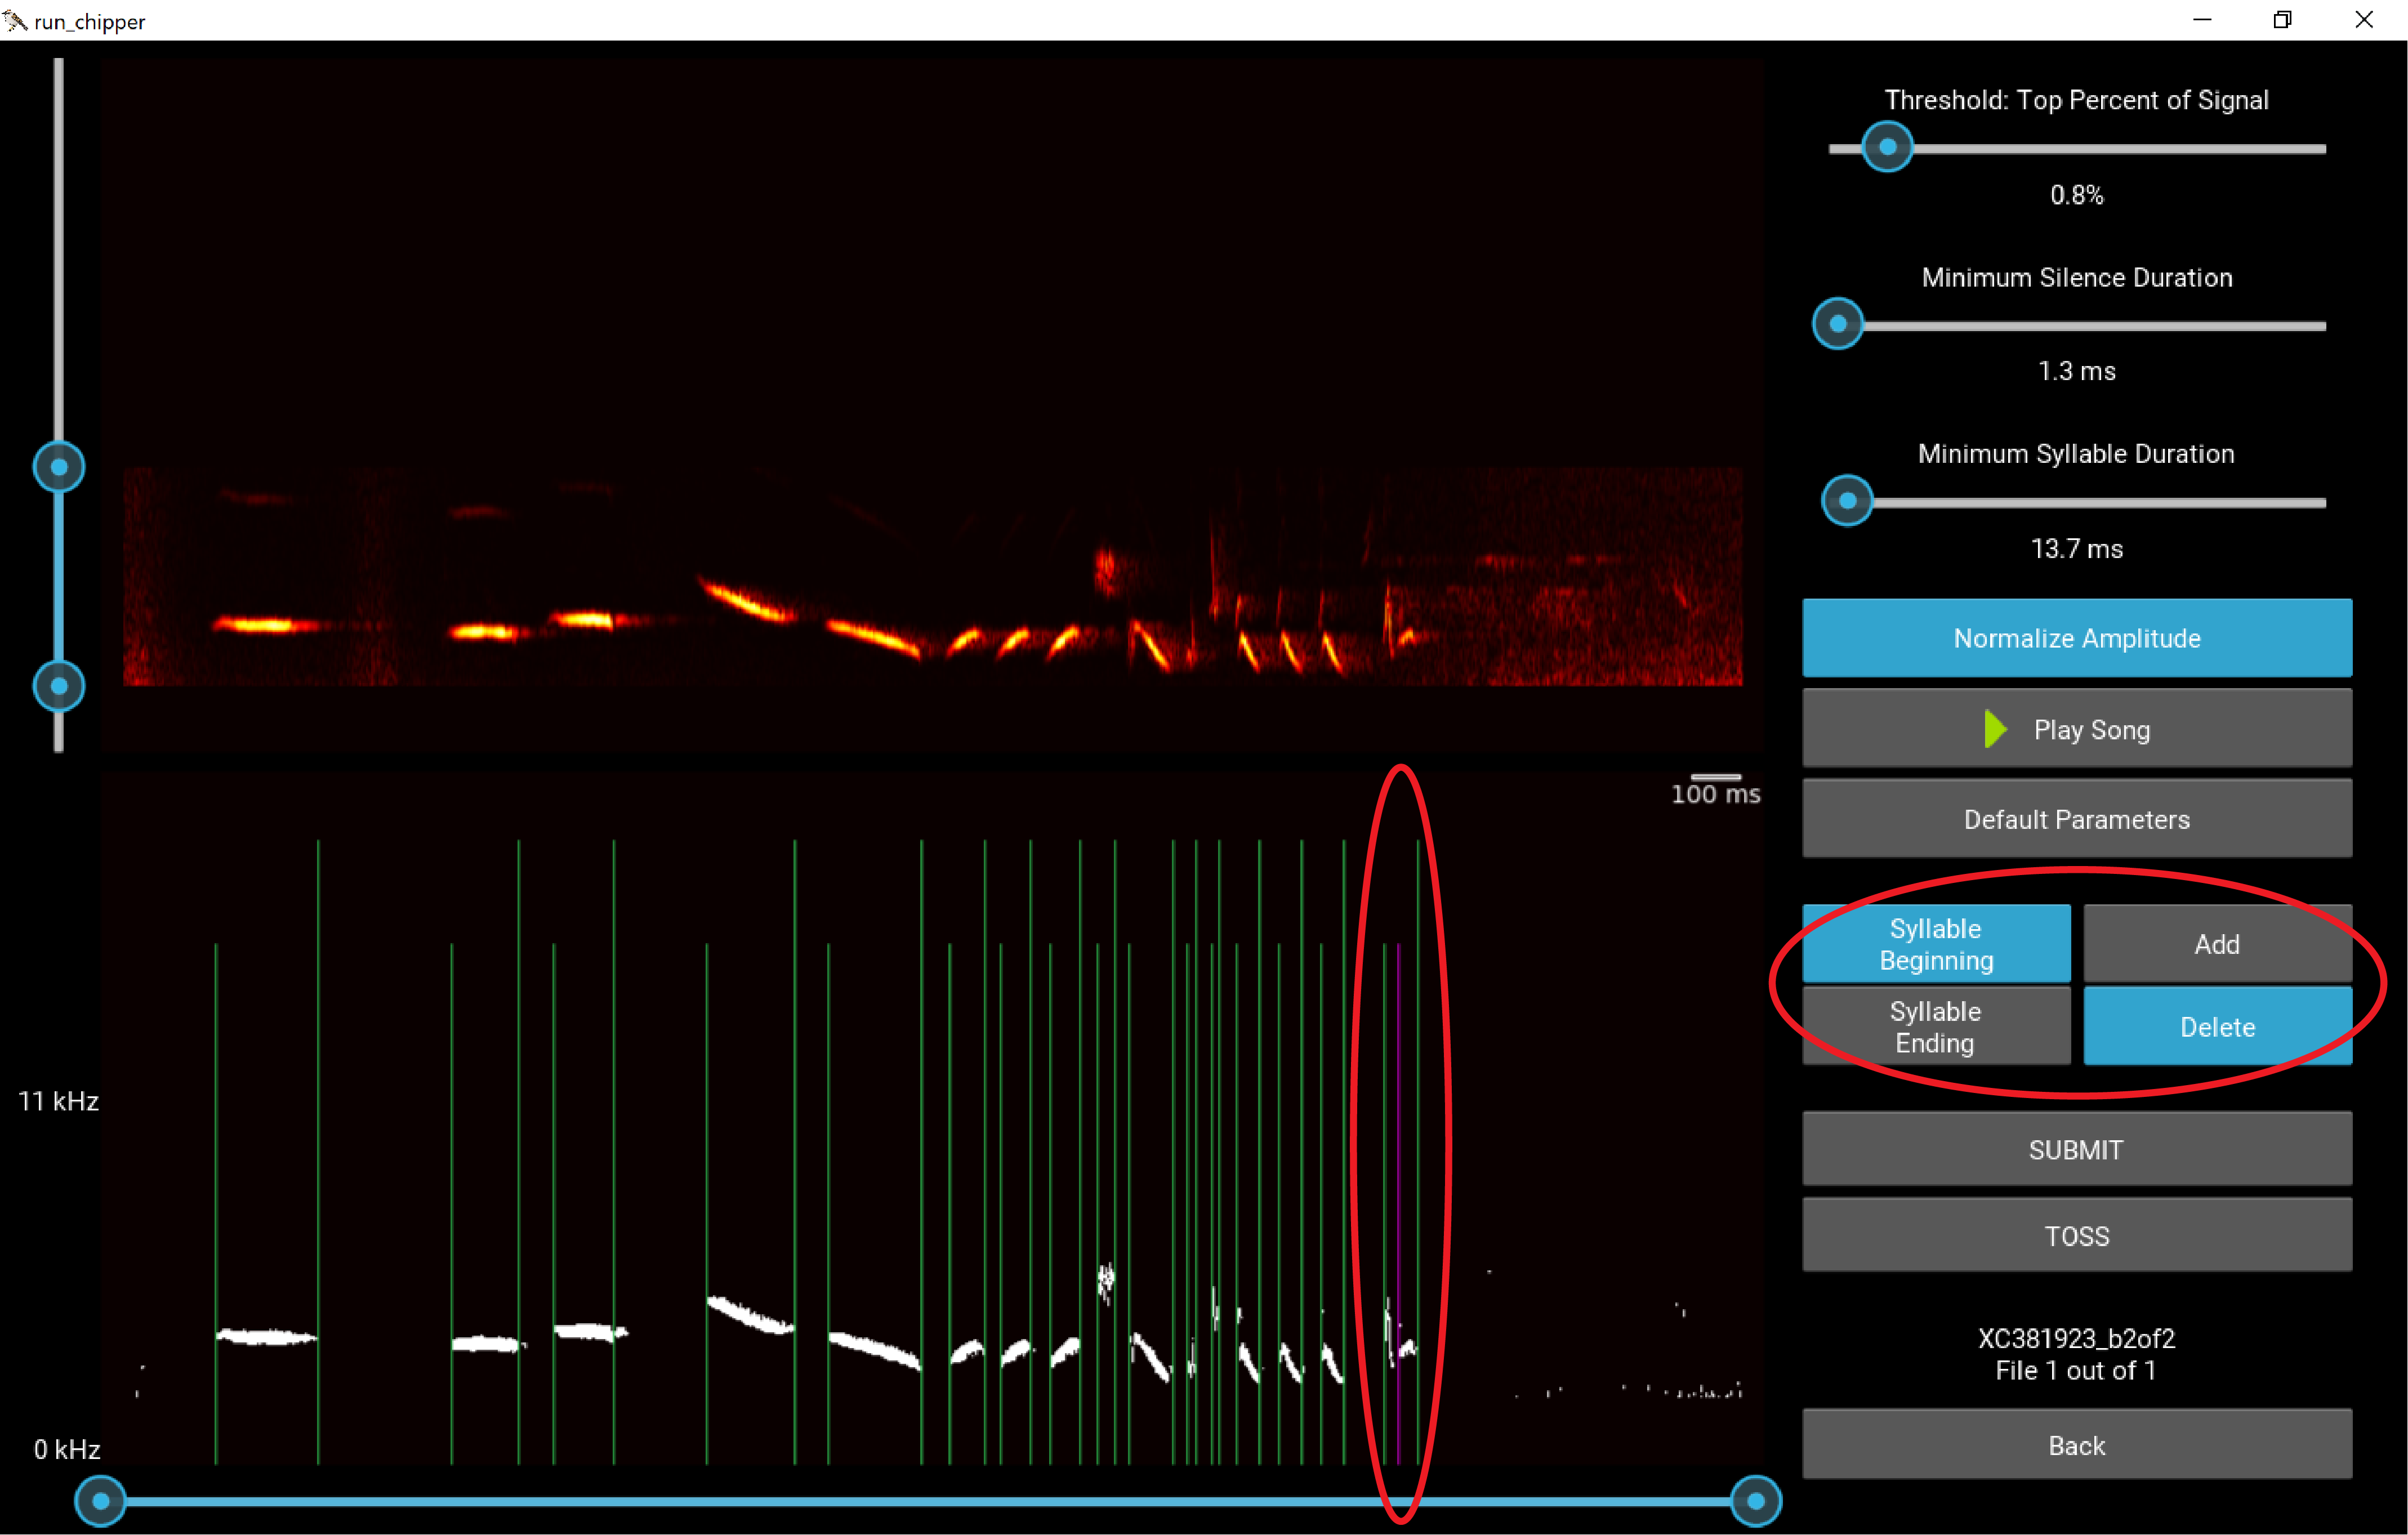 run_chipper
Threshold: Top Percent of Signal
0.8%
Minimum Silence Duration
1.3 ms
Minimum Syllable Duration
13.7 ms
Normalize Amplitude
Play Song
100 ms
Default Parameters
Syllable
Beginning
Add
Syllable
Ending
Delete
11 kHz
SUBMIT
TOSS
XC381923_b2of2
File 1 out of 1
0 kHz
Back